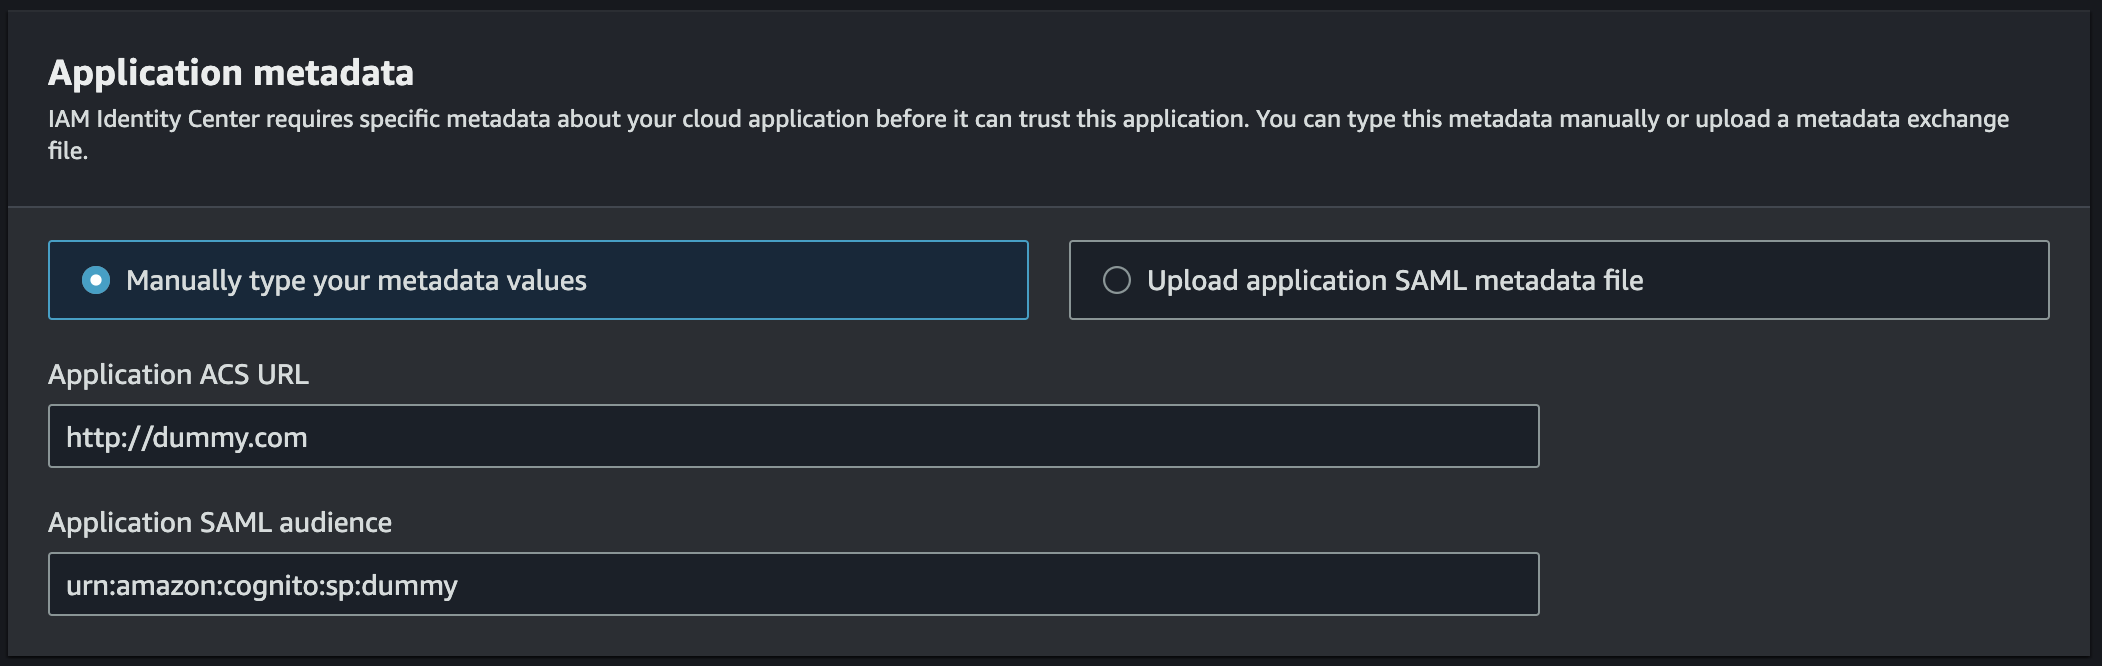 Application metadata
IAM Identity Center requires specific metadata about your cloud application before it can trust this application. You can type this metadata manually or upload a metadata exchange
file.
Manually type your metadata values
Upload application SAML metadata file
Application ACS URL
http://dummy.com
Application SAML audience
urn:amazon:cognito:sp:dummy